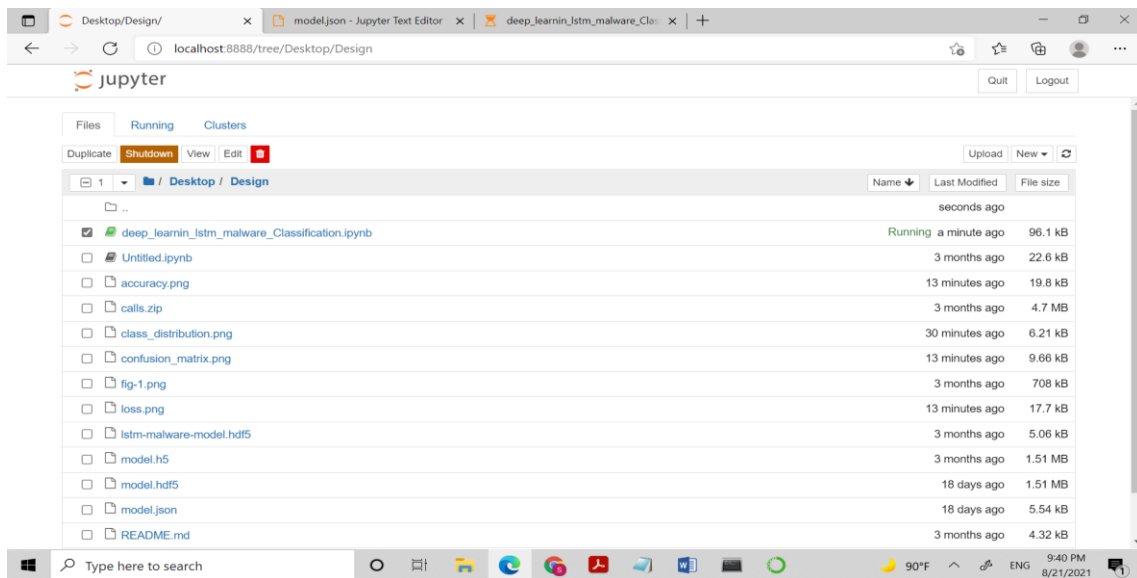 Desktop/Design/ model.json - Jupyter Text Editor deep_learnin_lstm_malware_Clas
localhost:8888/tree/Desktop/Design
jupyter Quit Logout
Files Running Clusters
Duplicate Shutdown View Edit Upload New
1 / Desktop / Design Name Last Modified File size
.. seconds ago
deep_learnin_lstm_malware_Classification.ipynb Running a minute ago 96.1 kB
Untitled.ipynb 3 months ago 22.6 kB
accuracy.png 13 minutes ago 19.8 kB
calls.zip 3 months ago 4.7 MB
class_distribution.png 30 minutes ago 6.21 kB
confusion_matrix.png 13 minutes ago 9.66 kB
fig-1.png 3 months ago 708 kB
loss.png 13 minutes ago 17.7 kB
lstm-malware-model.hdf5 3 months ago 5.06 kB
model.h5 3 months ago 1.51 MB
model.hdf5 18 days ago 1.51 MB
model.json 18 days ago 5.54 kB
README.md 3 months ago 4.32 kB
Type here to search 90°F ENG 9:40 PM
8/21/2021 1